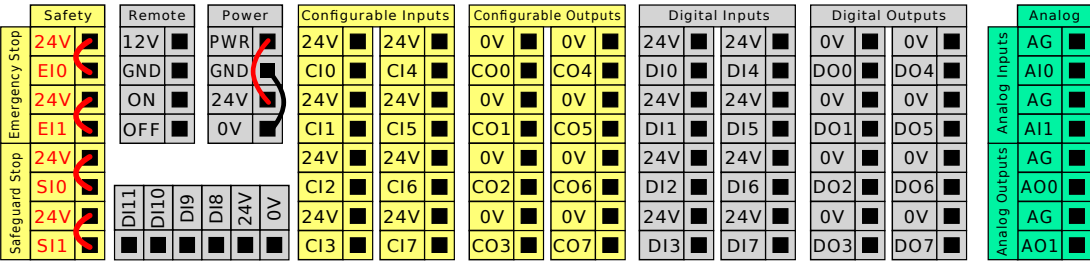 Safety
Emergency Stop
24V
EI0
24V
EI1
Safeguard Stop
24V
SI0
24V
SI1
Remote
12V
GND
ON
OFF
Power
PWR
GND
24V
0V
DI11
DI10
DI9
DI8
24V
0V
Configurable Inputs
24V 24V
CI0 CI4
24V 24V
CI1 CI5
24V 24V
CI2 CI6
24V 24V
CI3 CI7
Configurable Outputs
0V 0V
CO0 CO4
0V 0V
CO1 CO5
0V 0V
CO2 CO6
0V 0V
CO3 CO7
Digital Inputs
24V 24V
DI0 DI4
24V 24V
DI1 DI5
24V 24V
DI2 DI6
24V 24V
DI3 DI7
Digital Outputs
0V 0V
DO0 DO4
0V 0V
DO1 DO5
0V 0V
DO2 DO6
0V 0V
DO3 DO7
Analog
Analog Inputs
AG
AI0
AG
AI1
Analog Outputs
AG
AO0
AG
AO1